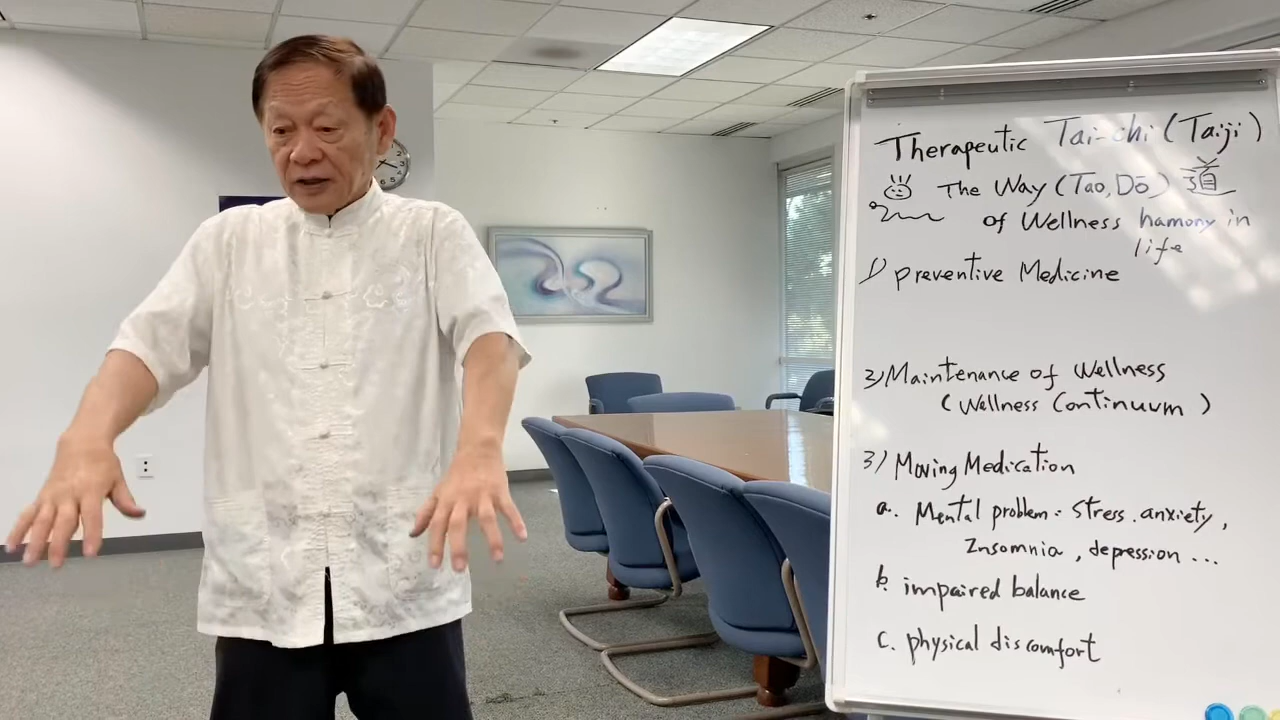 Therapeutic Tai-chi (Taiji)
The Way (Tao, Dō) 道
of Wellness hamony in
life
1) preventive Medicine
2) Maintenance of Wellness
(Wellness Continuum)
3) Moving Medication
a. Mental problem: Stress. anxiety,
Insomnia, depression...
b. impaired balance
c. physical discomfort